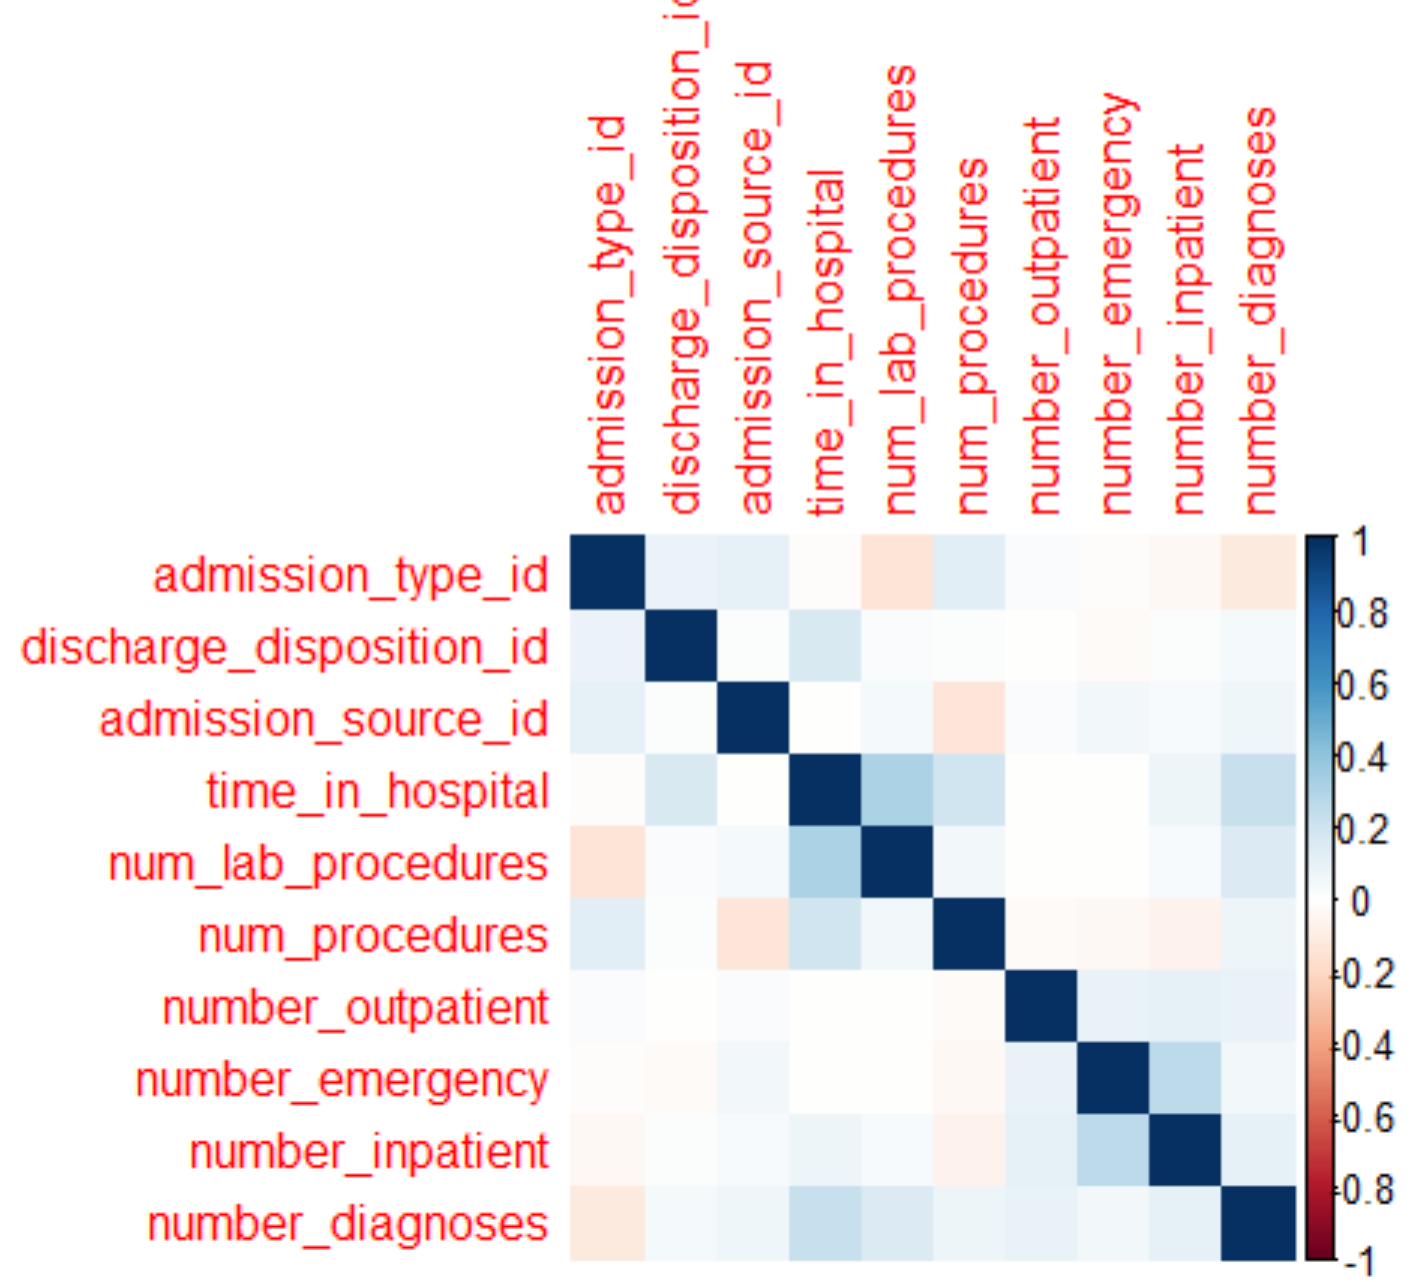 admission_type_id
discharge_disposition_id
admission_source_id
time_in_hospital
num_lab_procedures
num_procedures
number_outpatient
number_emergency
number_inpatient
number_diagnoses
admission_type_id
discharge_disposition_id
admission_source_id
time_in_hospital
num_lab_procedures
num_procedures
number_outpatient
number_emergency
number_inpatient
number_diagnoses
1
0.8
0.6
0.4
0.2
0
-0.2
-0.4
-0.6
-0.8
-1